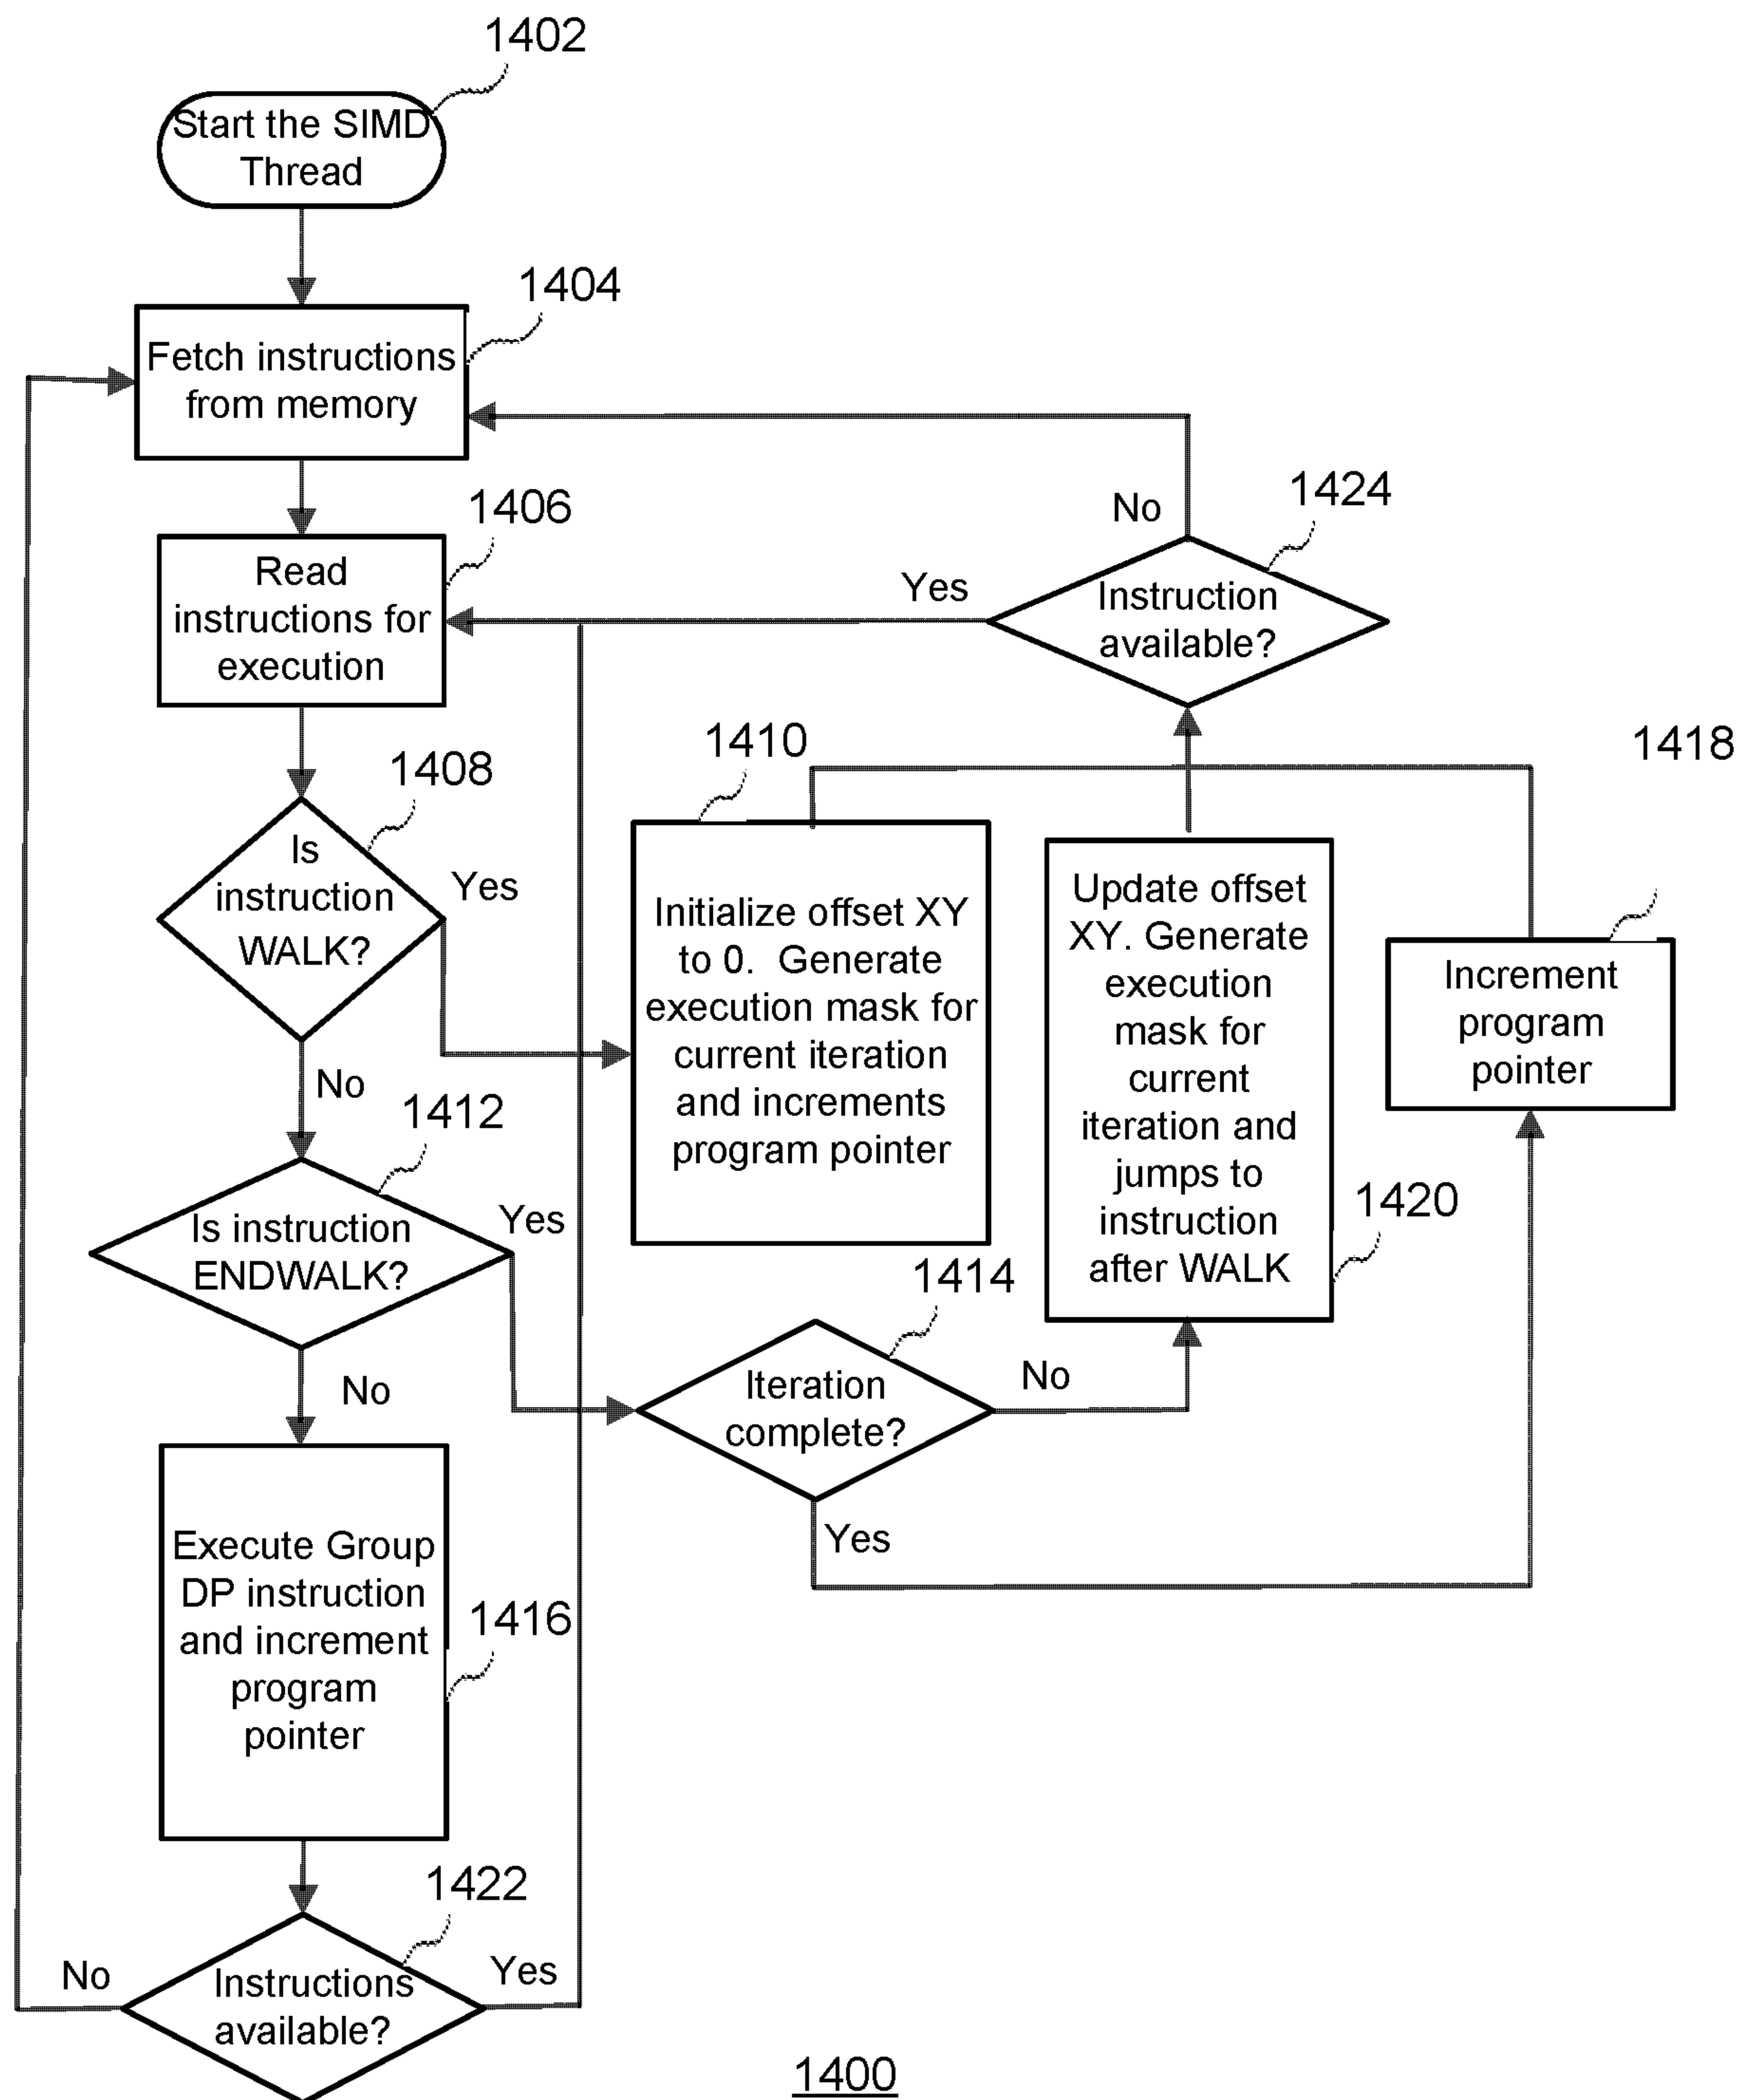 1402
Start the SIMD
Thread
1404
Fetch instructions
from memory
1406
Read
instructions for
execution
1424
No
Yes
Instruction
available?
1408
Is
instruction
WALK?
Yes
No
1410
Initialize offset XY
to 0. Generate
execution mask for
current iteration
and increments
program pointer
Update offset
XY. Generate
execution
mask for
current
iteration and
jumps to
instruction
after WALK
1420
1418
Increment
program
pointer
1412
Is instruction
ENDWALK?
Yes
No
1414
Iteration
complete?
No
Yes
Execute Group
DP instruction
and increment
program
pointer
1416
1422
Instructions
available?
No
Yes
1400